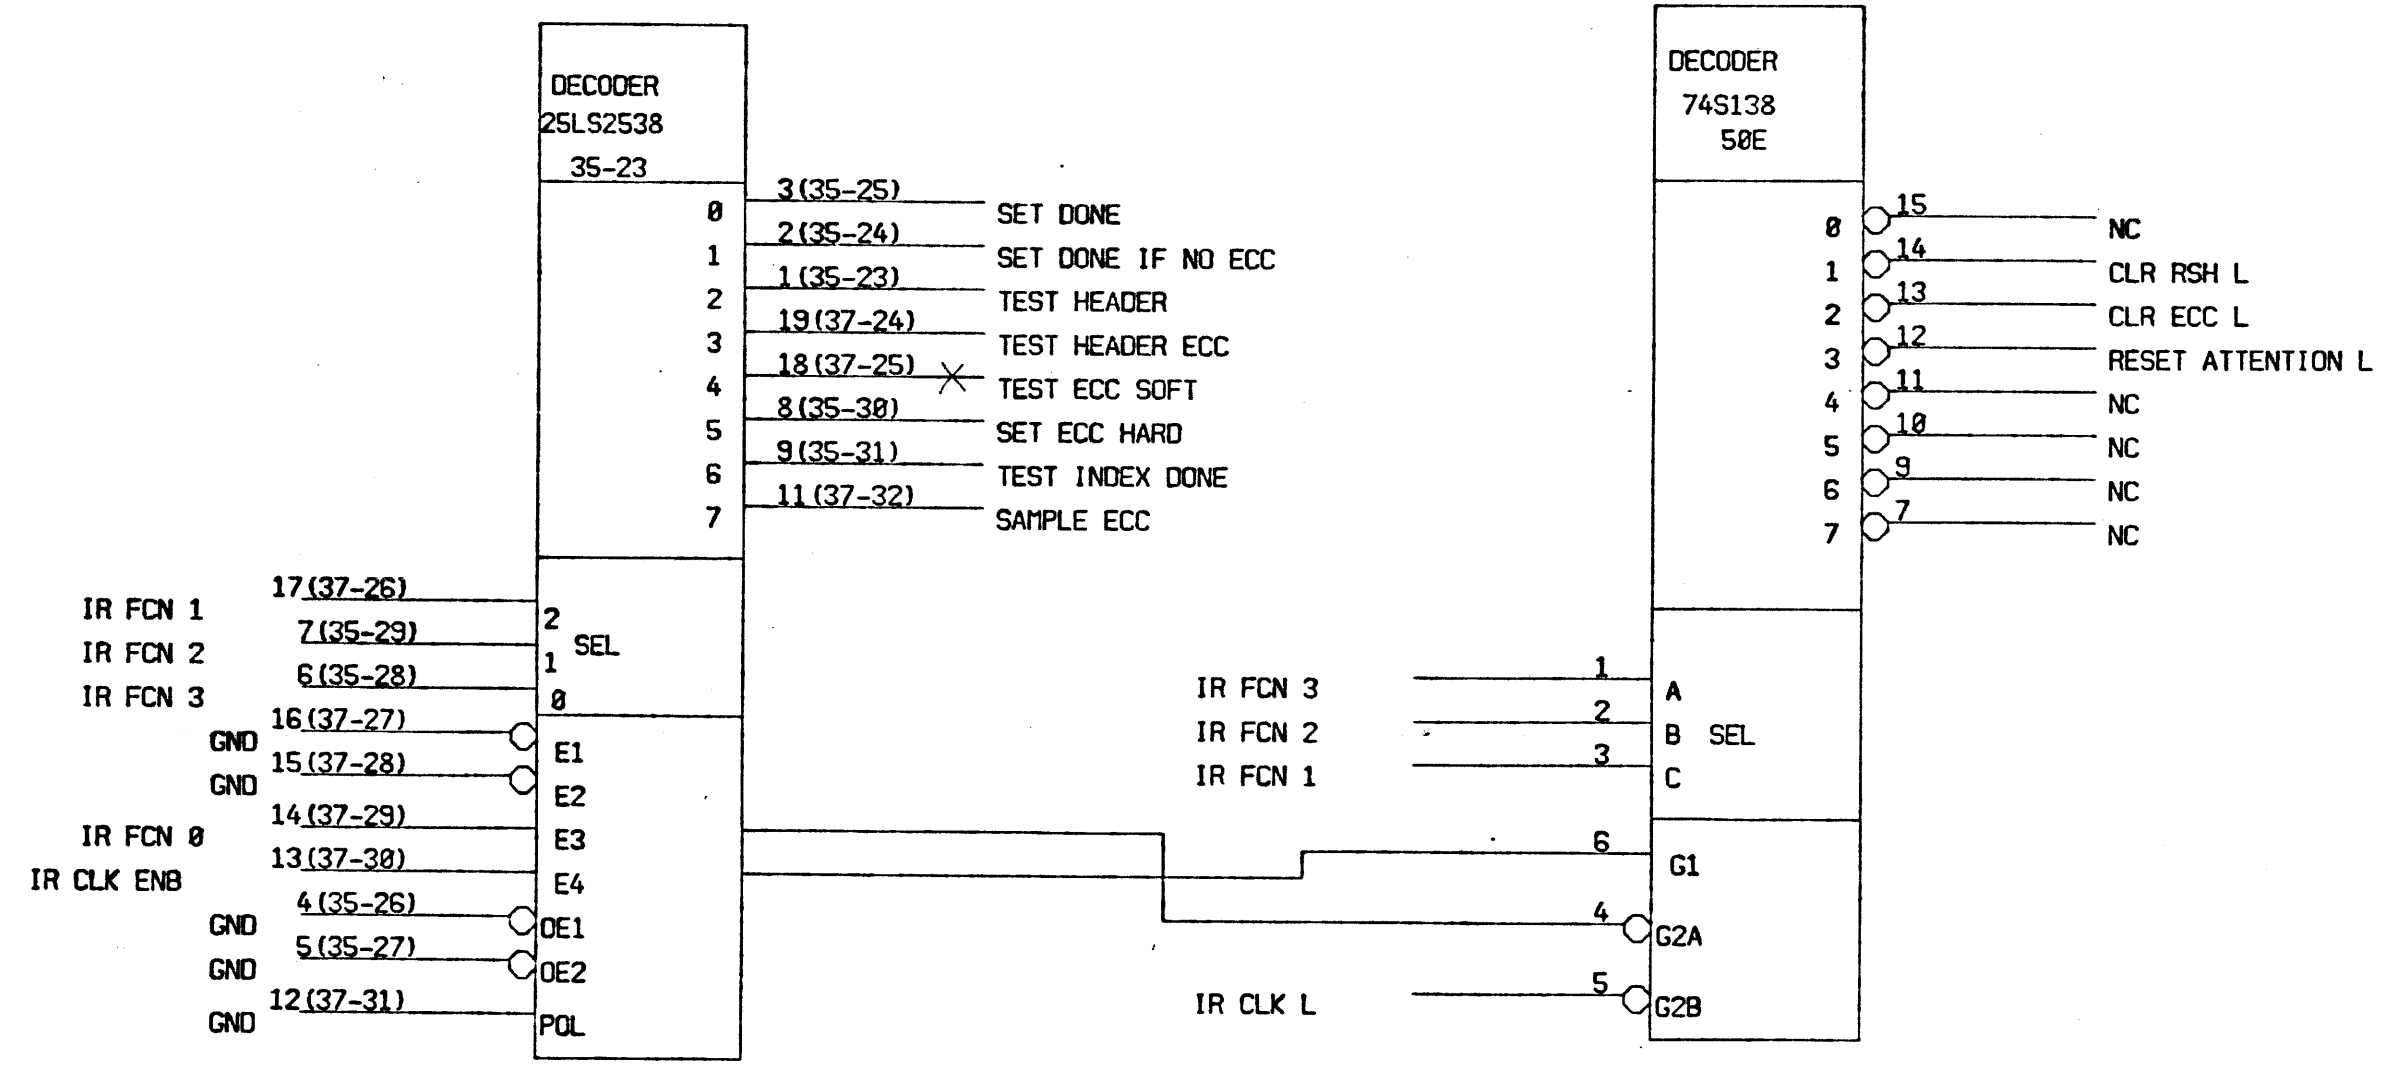 DECODER
25LS2538
35-23
0
3(35-25)
SET DONE
1
2(35-24)
SET DONE IF NO ECC
2
1(35-23)
TEST HEADER
3
19(37-24)
TEST HEADER ECC
4
18(37-25)
TEST ECC SOFT
5
8(35-30)
SET ECC HARD
6
9(35-31)
TEST INDEX DONE
7
11(37-32)
SAMPLE ECC
IR FCN 1
17(37-26)
2
IR FCN 2
7(35-29)
1
SEL
IR FCN 3
6(35-28)
0
GND
16(37-27)
E1
GND
15(37-28)
E2
IR FCN 0
14(37-29)
E3
IR CLK ENB
13(37-30)
E4
GND
4(35-26)
OE1
GND
5(35-27)
OE2
GND
12(37-31)
POL
DECODER
74S138
50E
0
15
NC
1
14
CLR RSH L
2
13
CLR ECC L
3
12
RESET ATTENTION L
4
11
NC
5
10
NC
6
9
NC
7
7
NC
IR FCN 3
1
A
IR FCN 2
2
B SEL
IR FCN 1
3
C
6
G1
4
G2A
IR CLK L
5
G2B